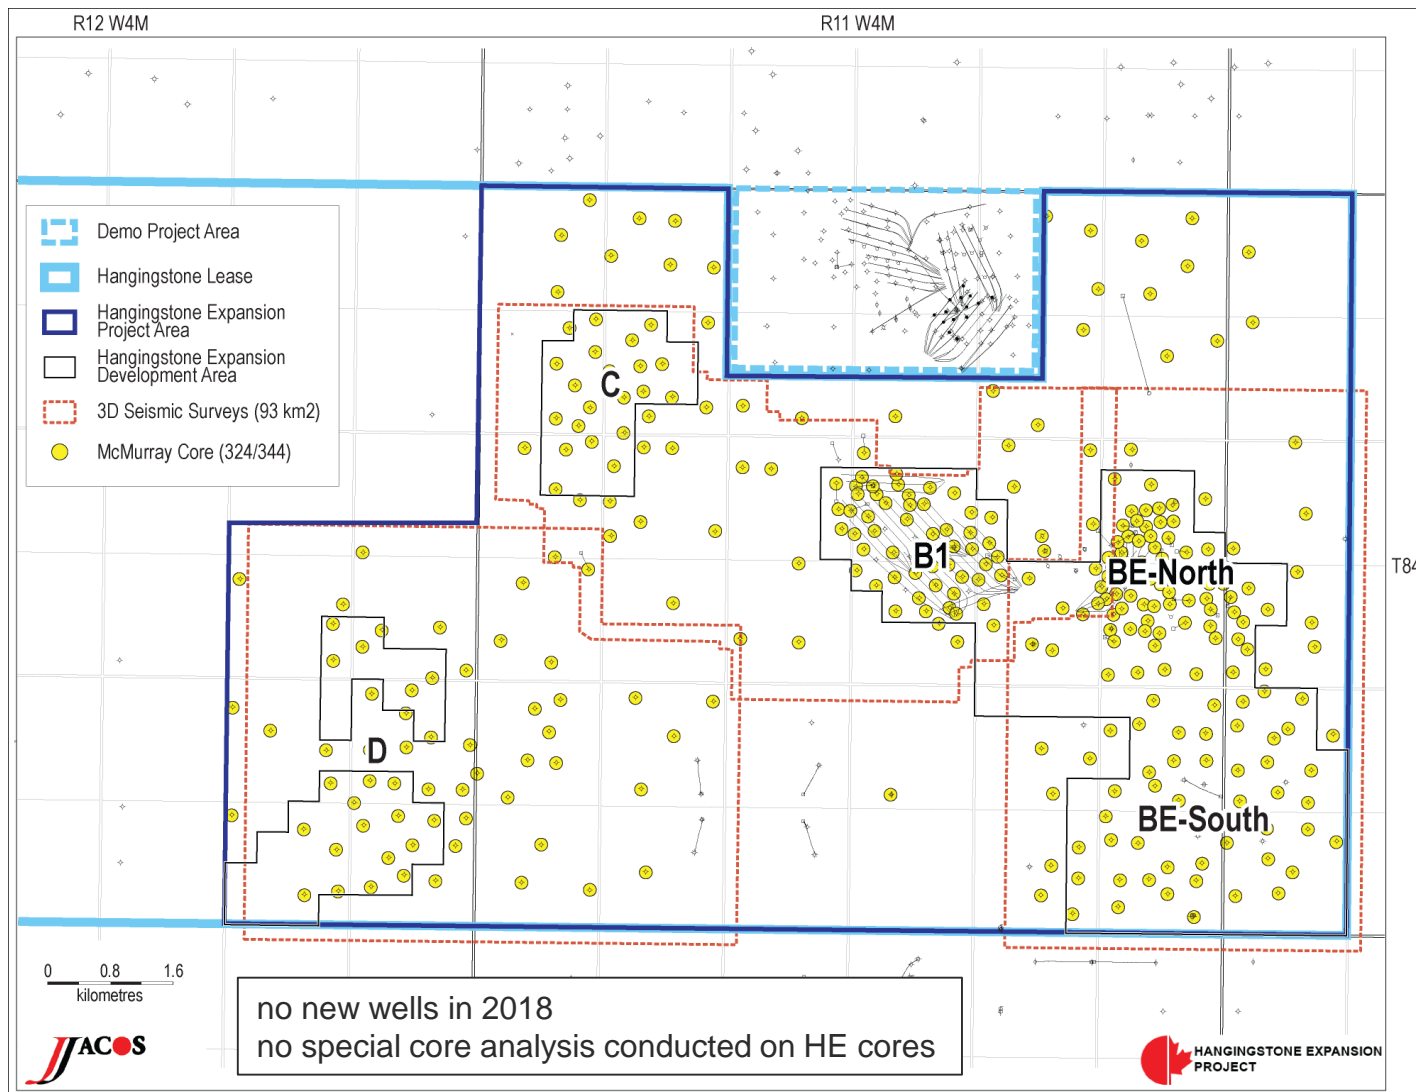 R12 W4M
R11 W4M
Demo Project Area
Hangingstone Lease
Hangingstone Expansion
Project Area
Hangingstone Expansion
Development Area
3D Seismic Surveys (93 km2)
McMurray Core (324/344)
C
B1
BE-North
T84
D
BE-South
0 0.8 1.6
kilometres
no new wells in 2018
no special core analysis conducted on HE cores
JACOS
HANGINGSTONE EXPANSION
PROJECT